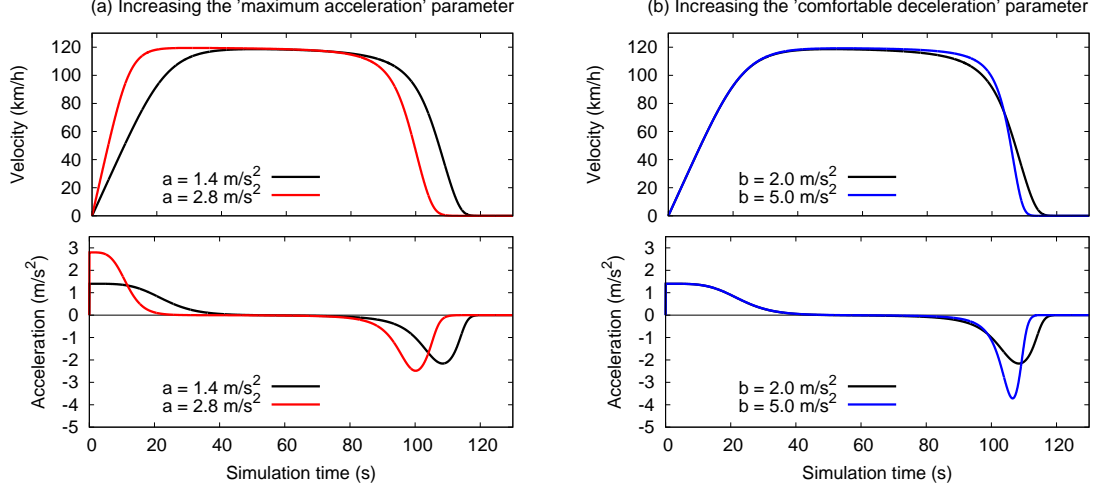 (a) Increasing the 'maximum acceleration' parameter
Velocity (km/h)
120
100
80
60
40
20
0
a = 1.4 m/s2
a = 2.8 m/s2
Acceleration (m/s2)
3
2
1
0
-1
-2
-3
-4
-5
a = 1.4 m/s2
a = 2.8 m/s2
0 20 40 60 80 100 120
Simulation time (s)
(b) Increasing the 'comfortable deceleration' parameter
Velocity (km/h)
120
100
80
60
40
20
0
b = 2.0 m/s2
b = 5.0 m/s2
Acceleration (m/s2)
3
2
1
0
-1
-2
-3
-4
-5
b = 2.0 m/s2
b = 5.0 m/s2
0 20 40 60 80 100 120
Simulation time (s)